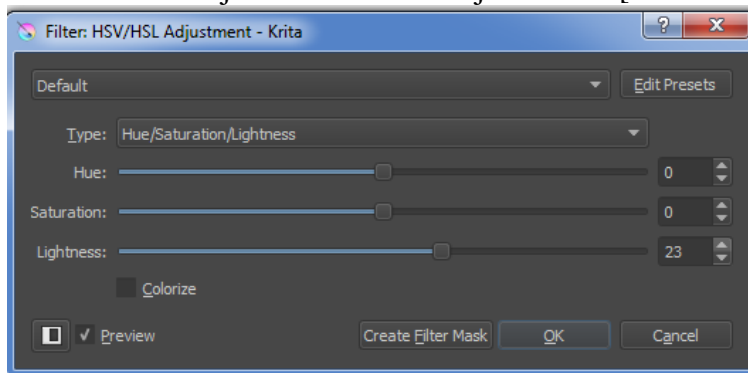 Filter: HSV/HSL Adjustment - Krita
Default Edit Presets
Type: Hue/Saturation/Lightness
Hue: 0
Saturation: 0
Lightness: 23
Colorize
Preview Create Filter Mask OK Cancel